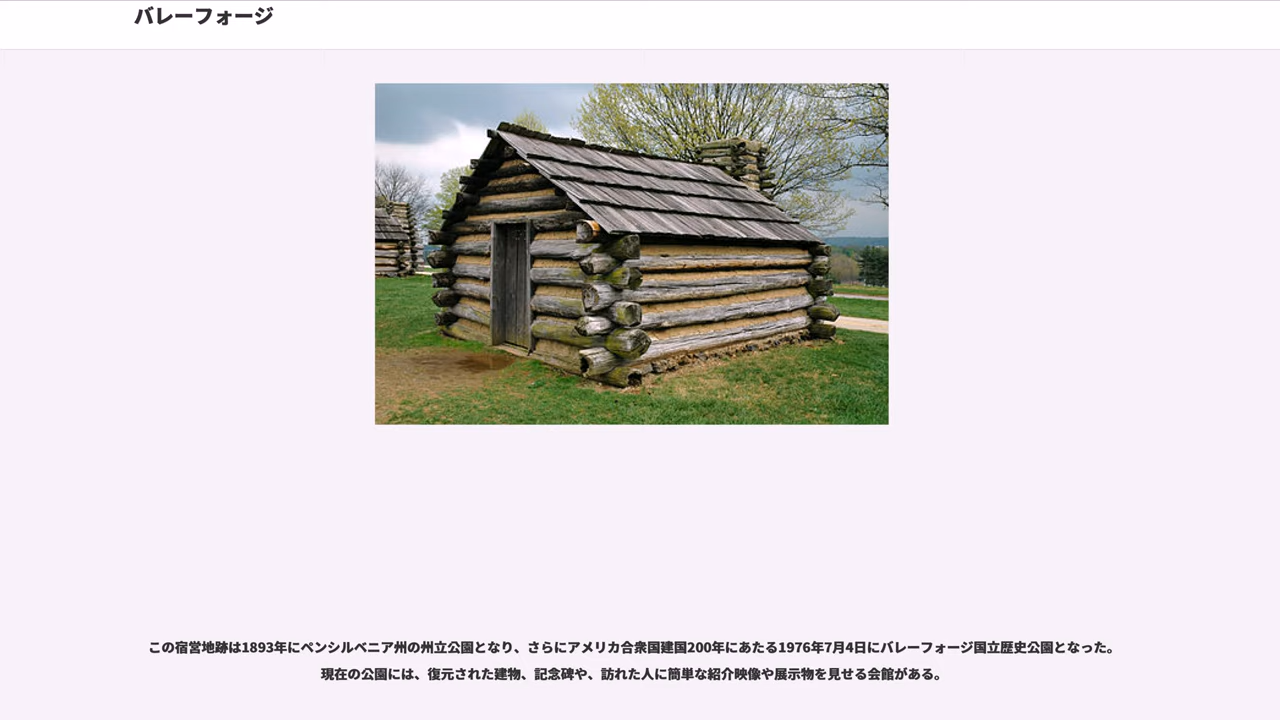 バレーフォージ
この宿営地跡は1893年にペンシルベニア州の州立公園となり、さらにアメリカ合衆国建国200年にあたる1976年7月4日にバレーフォージ国立歴史公園となった。
現在の公園には、復元された建物、記念碑や、訪れた人に簡単な紹介映像や展示物を見せる会館がある。